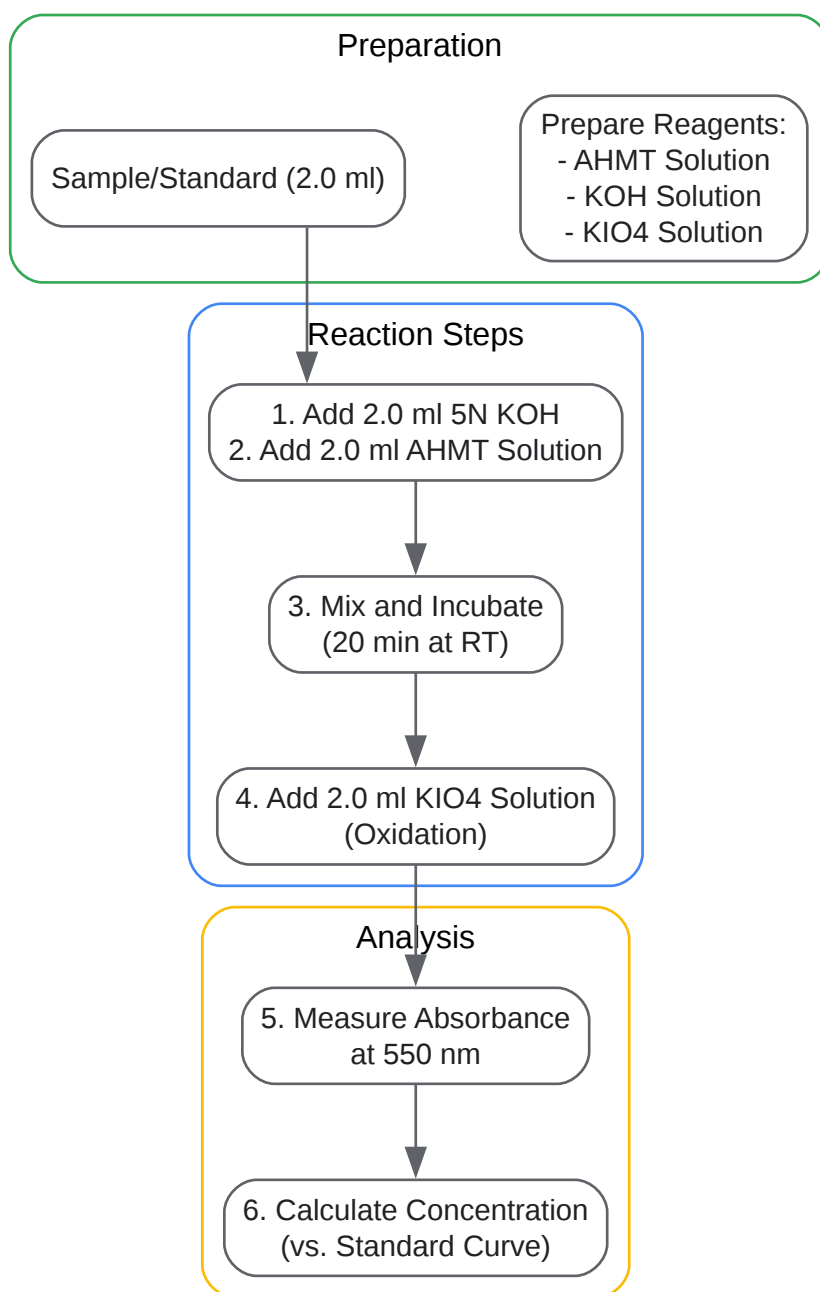 Preparation
Sample/Standard (2.0 ml)
Prepare Reagents:
- AHMT Solution
- KOH Solution
- KIO4 Solution
Reaction Steps
1. Add 2.0 ml 5N KOH
2. Add 2.0 ml AHMT Solution
3. Mix and Incubate
(20 min at RT)
4. Add 2.0 ml KIO4 Solution
(Oxidation)
Analysis
5. Measure Absorbance
at 550 nm
6. Calculate Concentration
(vs. Standard Curve)